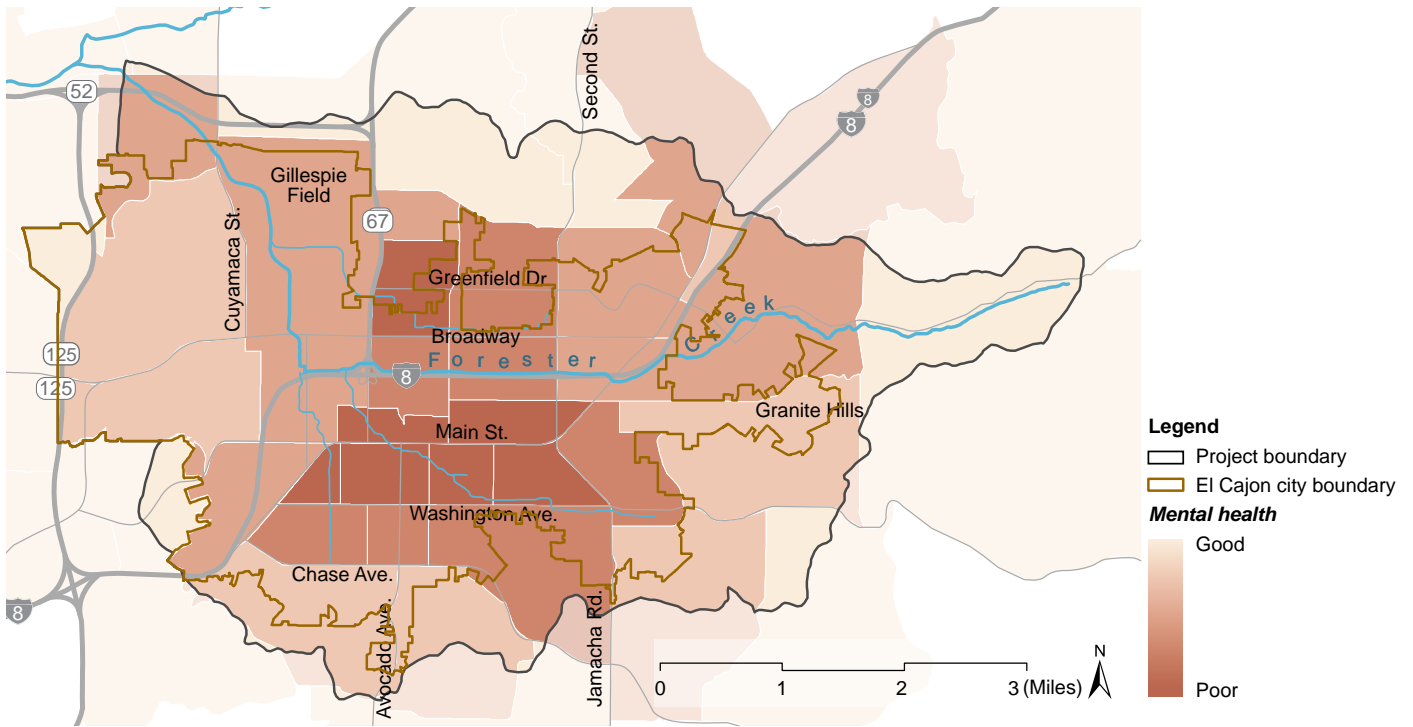 Second St.
52
8
8
Gillespie
Field
67
Cuyamaca St.
Greenfield Dr
Creek
Broadway
Forester
125
125
8
Granite Hills
Main St.
Washington Ave.
Chase Ave.
Avocado Ave.
Jamacha Rd.
8
0 1 2 3 (Miles)
N
Legend
Project boundary
El Cajon city boundary
Mental health
Good
Poor